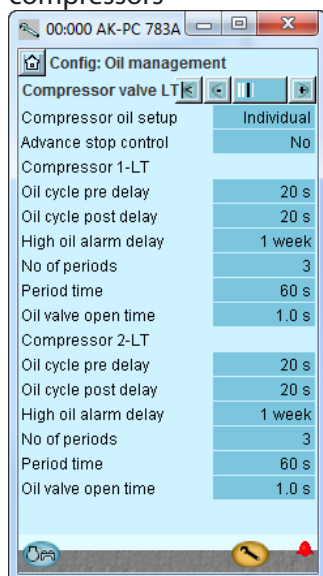 compressors
00:000 AK-PC 783A
Config: Oil management
Compressor valve LT
Compressor oil setup Individual
Advance stop control No
Compressor 1-LT
Oil cycle pre delay 20 s
Oil cycle post delay 20 s
High oil alarm delay 1 week
No of periods 3
Period time 60 s
Oil valve open time 1.0 s
Compressor 2-LT
Oil cycle pre delay 20 s
Oil cycle post delay 20 s
High oil alarm delay 1 week
No of periods 3
Period time 60 s
Oil valve open time 1.0 s